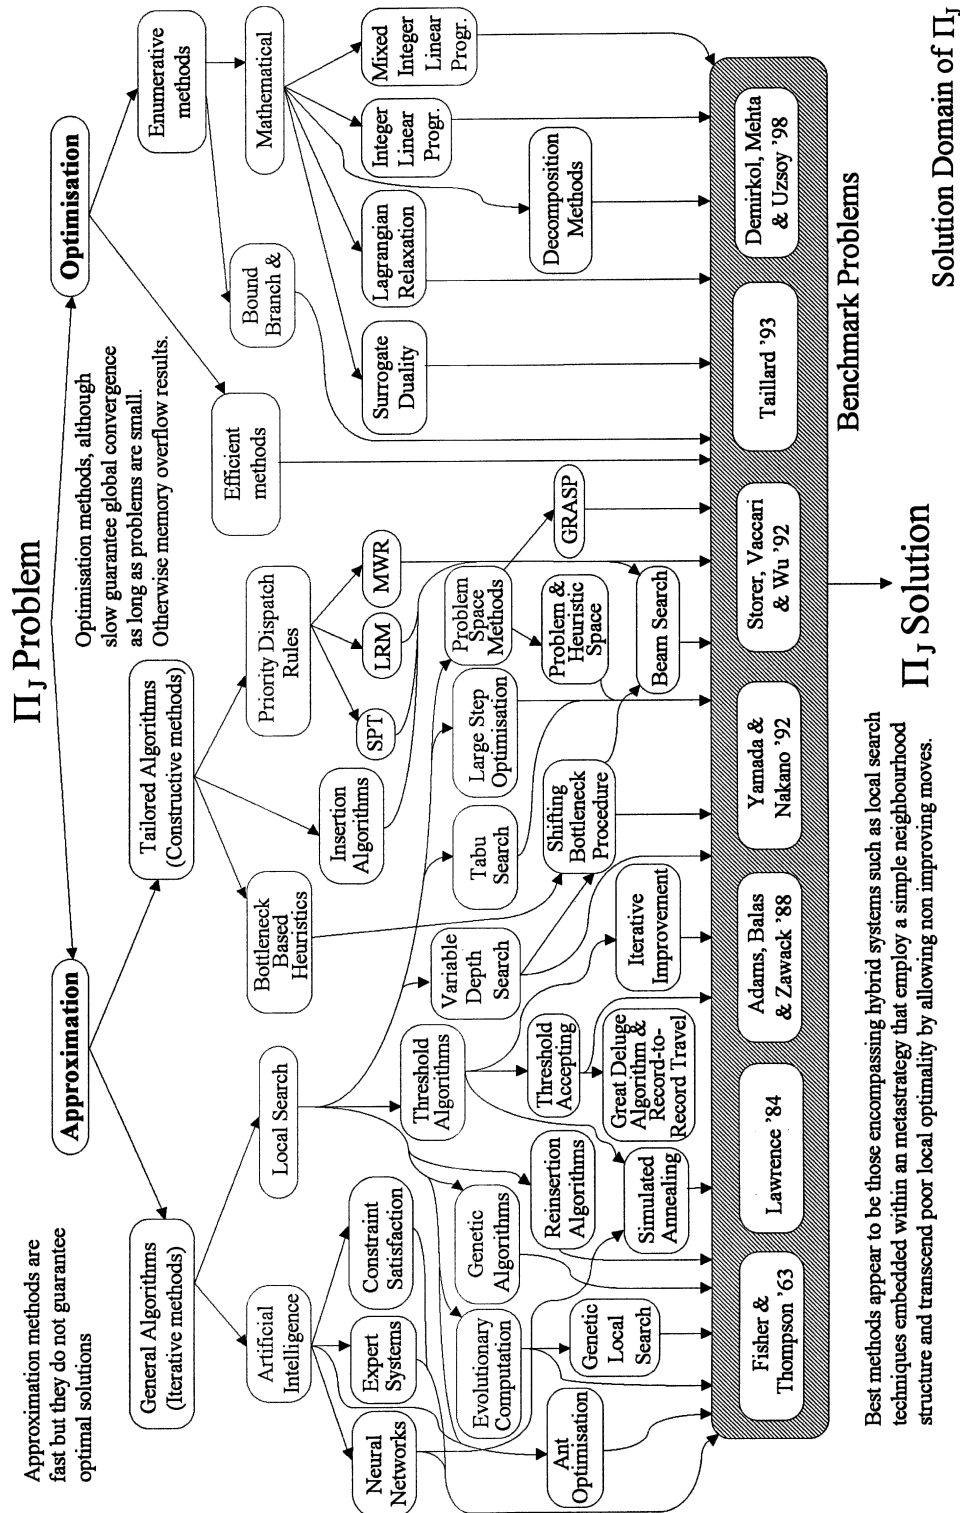 Π_J Problem
Approximation methods are
fast but they do not guarantee
optimal solutions
Approximation
Optimisation
Optimisation methods, although
slow guarantee global convergence
as long as problems are small.
Otherwise memory overflow results.
General Algorithms
(Iterative methods)
Tailored Algorithms
(Constructive methods)
Enumerative
methods
Efficient
methods
Artificial
Intelligence
Local Search
Bottleneck
Based
Heuristics
Insertion
Algorithms
Priority Dispatch
Rules
Bound
Branch &
Mathematical
Neural
Networks
Expert
Systems
Constraint
Satisfaction
Threshold
Algorithms
SPT
LRM
MWR
Surrogate
Duality
Lagrangian
Relaxation
Integer
Linear
Progr.
Mixed
Integer
Linear
Progr.
Evolutionary
Computation
Genetic
Algorithms
Variable
Depth
Search
Tabu
Search
Large Step
Optimisation
Problem
Space
Methods
Ant
Optimisation
Genetic
Local
Search
Reinsertion
Algorithms
Threshold
Accepting
Shifting
Bottleneck
Procedure
Problem &
Heuristic
Space
GRASP
Decomposition
Methods
Simulated
Annealing
Great Deluge
Algorithm &
Record-to-
Record Travel
Iterative
Improvement
Beam Search
Fisher &
Thompson '63
Lawrence '84
Adams, Balas
& Zawack '88
Yamada &
Nakano '92
Storer, Vaccari
& Wu '92
Taillard '93
Demirkol, Mehta
& Uzsoy '98
Benchmark Problems
Best methods appear to be those encompassing hybrid systems such as local search
techniques embedded within an metastrategy that employ a simple neighbourhood
structure and transcend poor local optimality by allowing non improving moves.
Π_J Solution
Solution Domain of Π_J